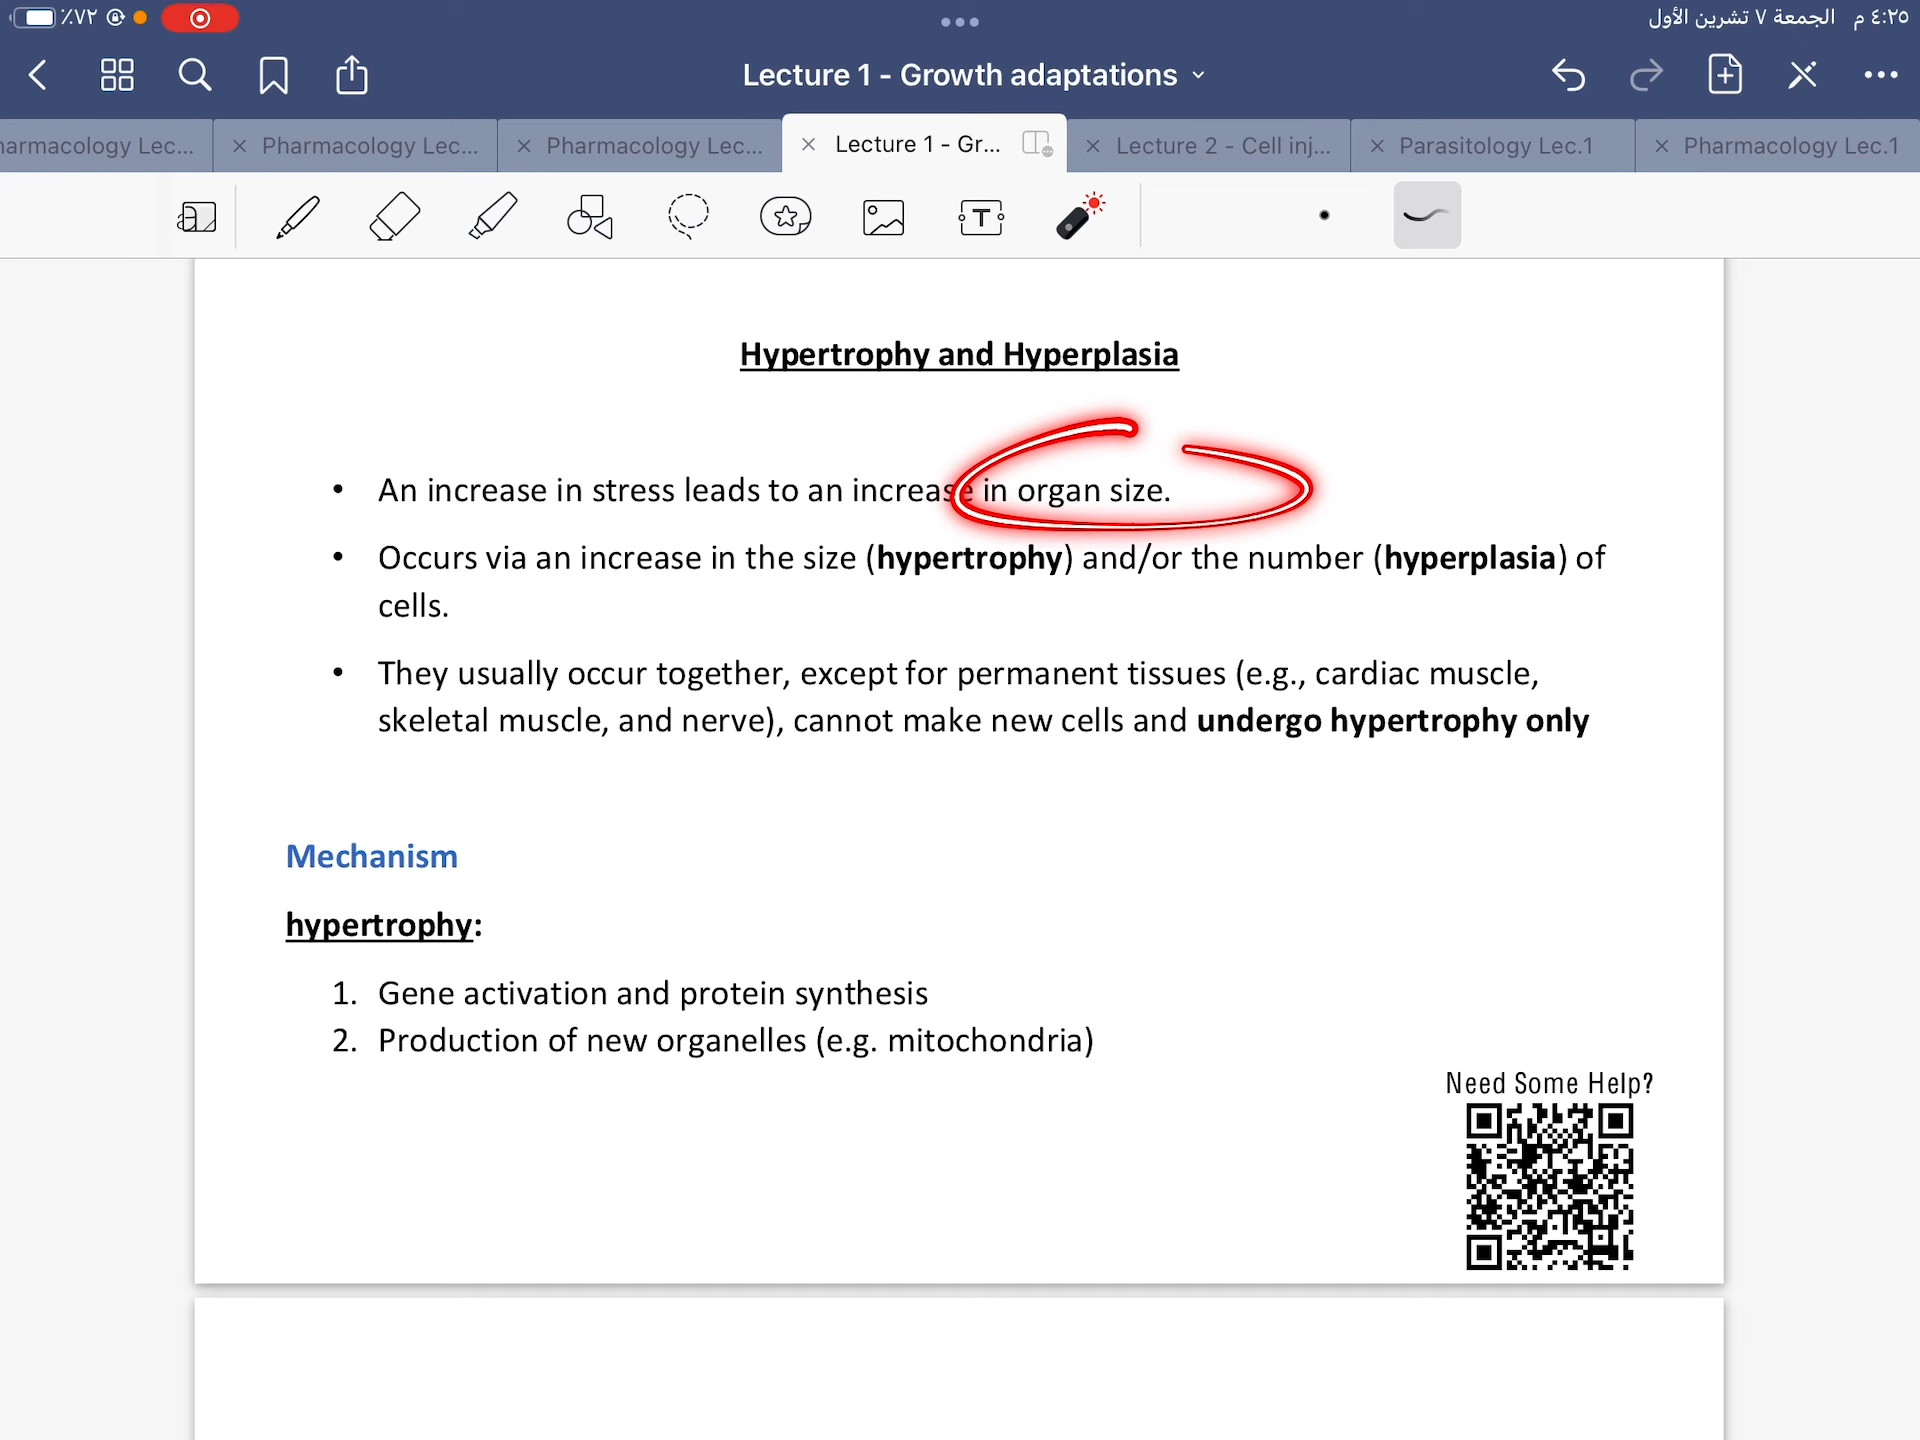 ٪٧٢
٤:٢٥ م الجمعة ٧ تشرين الأول
Lecture 1 - Growth adaptations
armacology Lec...
Pharmacology Lec...
Pharmacology Lec...
Lecture 1 - Gr...
Lecture 2 - Cell inj...
Parasitology Lec.1
Pharmacology Lec.1
Hypertrophy and Hyperplasia
• An increase in stress leads to an increase in organ size.
• Occurs via an increase in the size (hypertrophy) and/or the number (hyperplasia) of
cells.
• They usually occur together, except for permanent tissues (e.g., cardiac muscle,
skeletal muscle, and nerve), cannot make new cells and undergo hypertrophy only
Mechanism
hypertrophy:
1. Gene activation and protein synthesis
2. Production of new organelles (e.g. mitochondria)
Need Some Help?